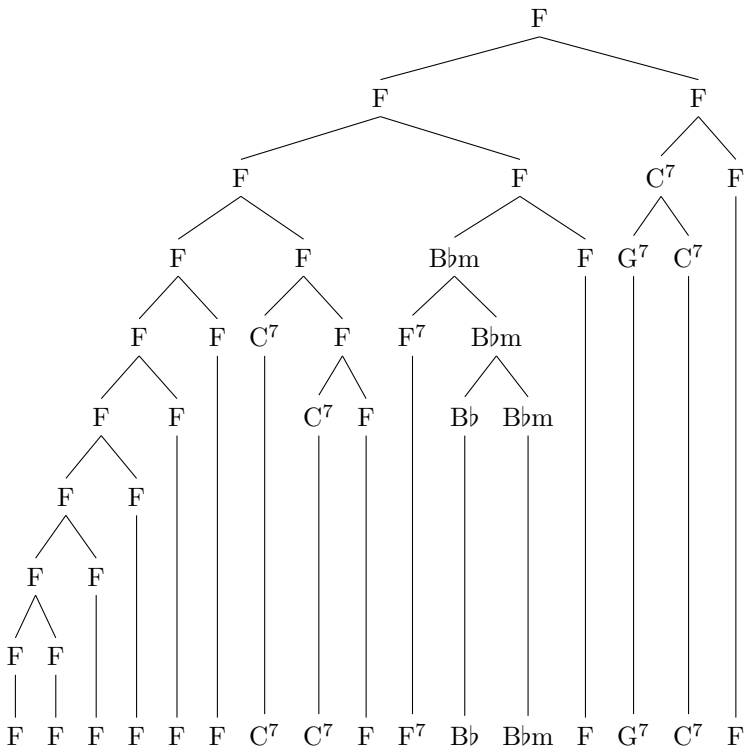 F
F F
F F C⁷ F
F F B♭m F G⁷ C⁷
F F C⁷ F F⁷ B♭m
F F C⁷ F B♭ B♭m
F F
F F
F F
F F F F F F C⁷ C⁷ F F⁷ B♭ B♭m F G⁷ C⁷ F